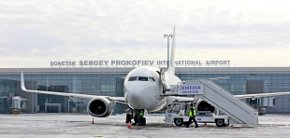 DONETSK SERGEY PROKOFIEV INTERNATIONAL AIRPORT